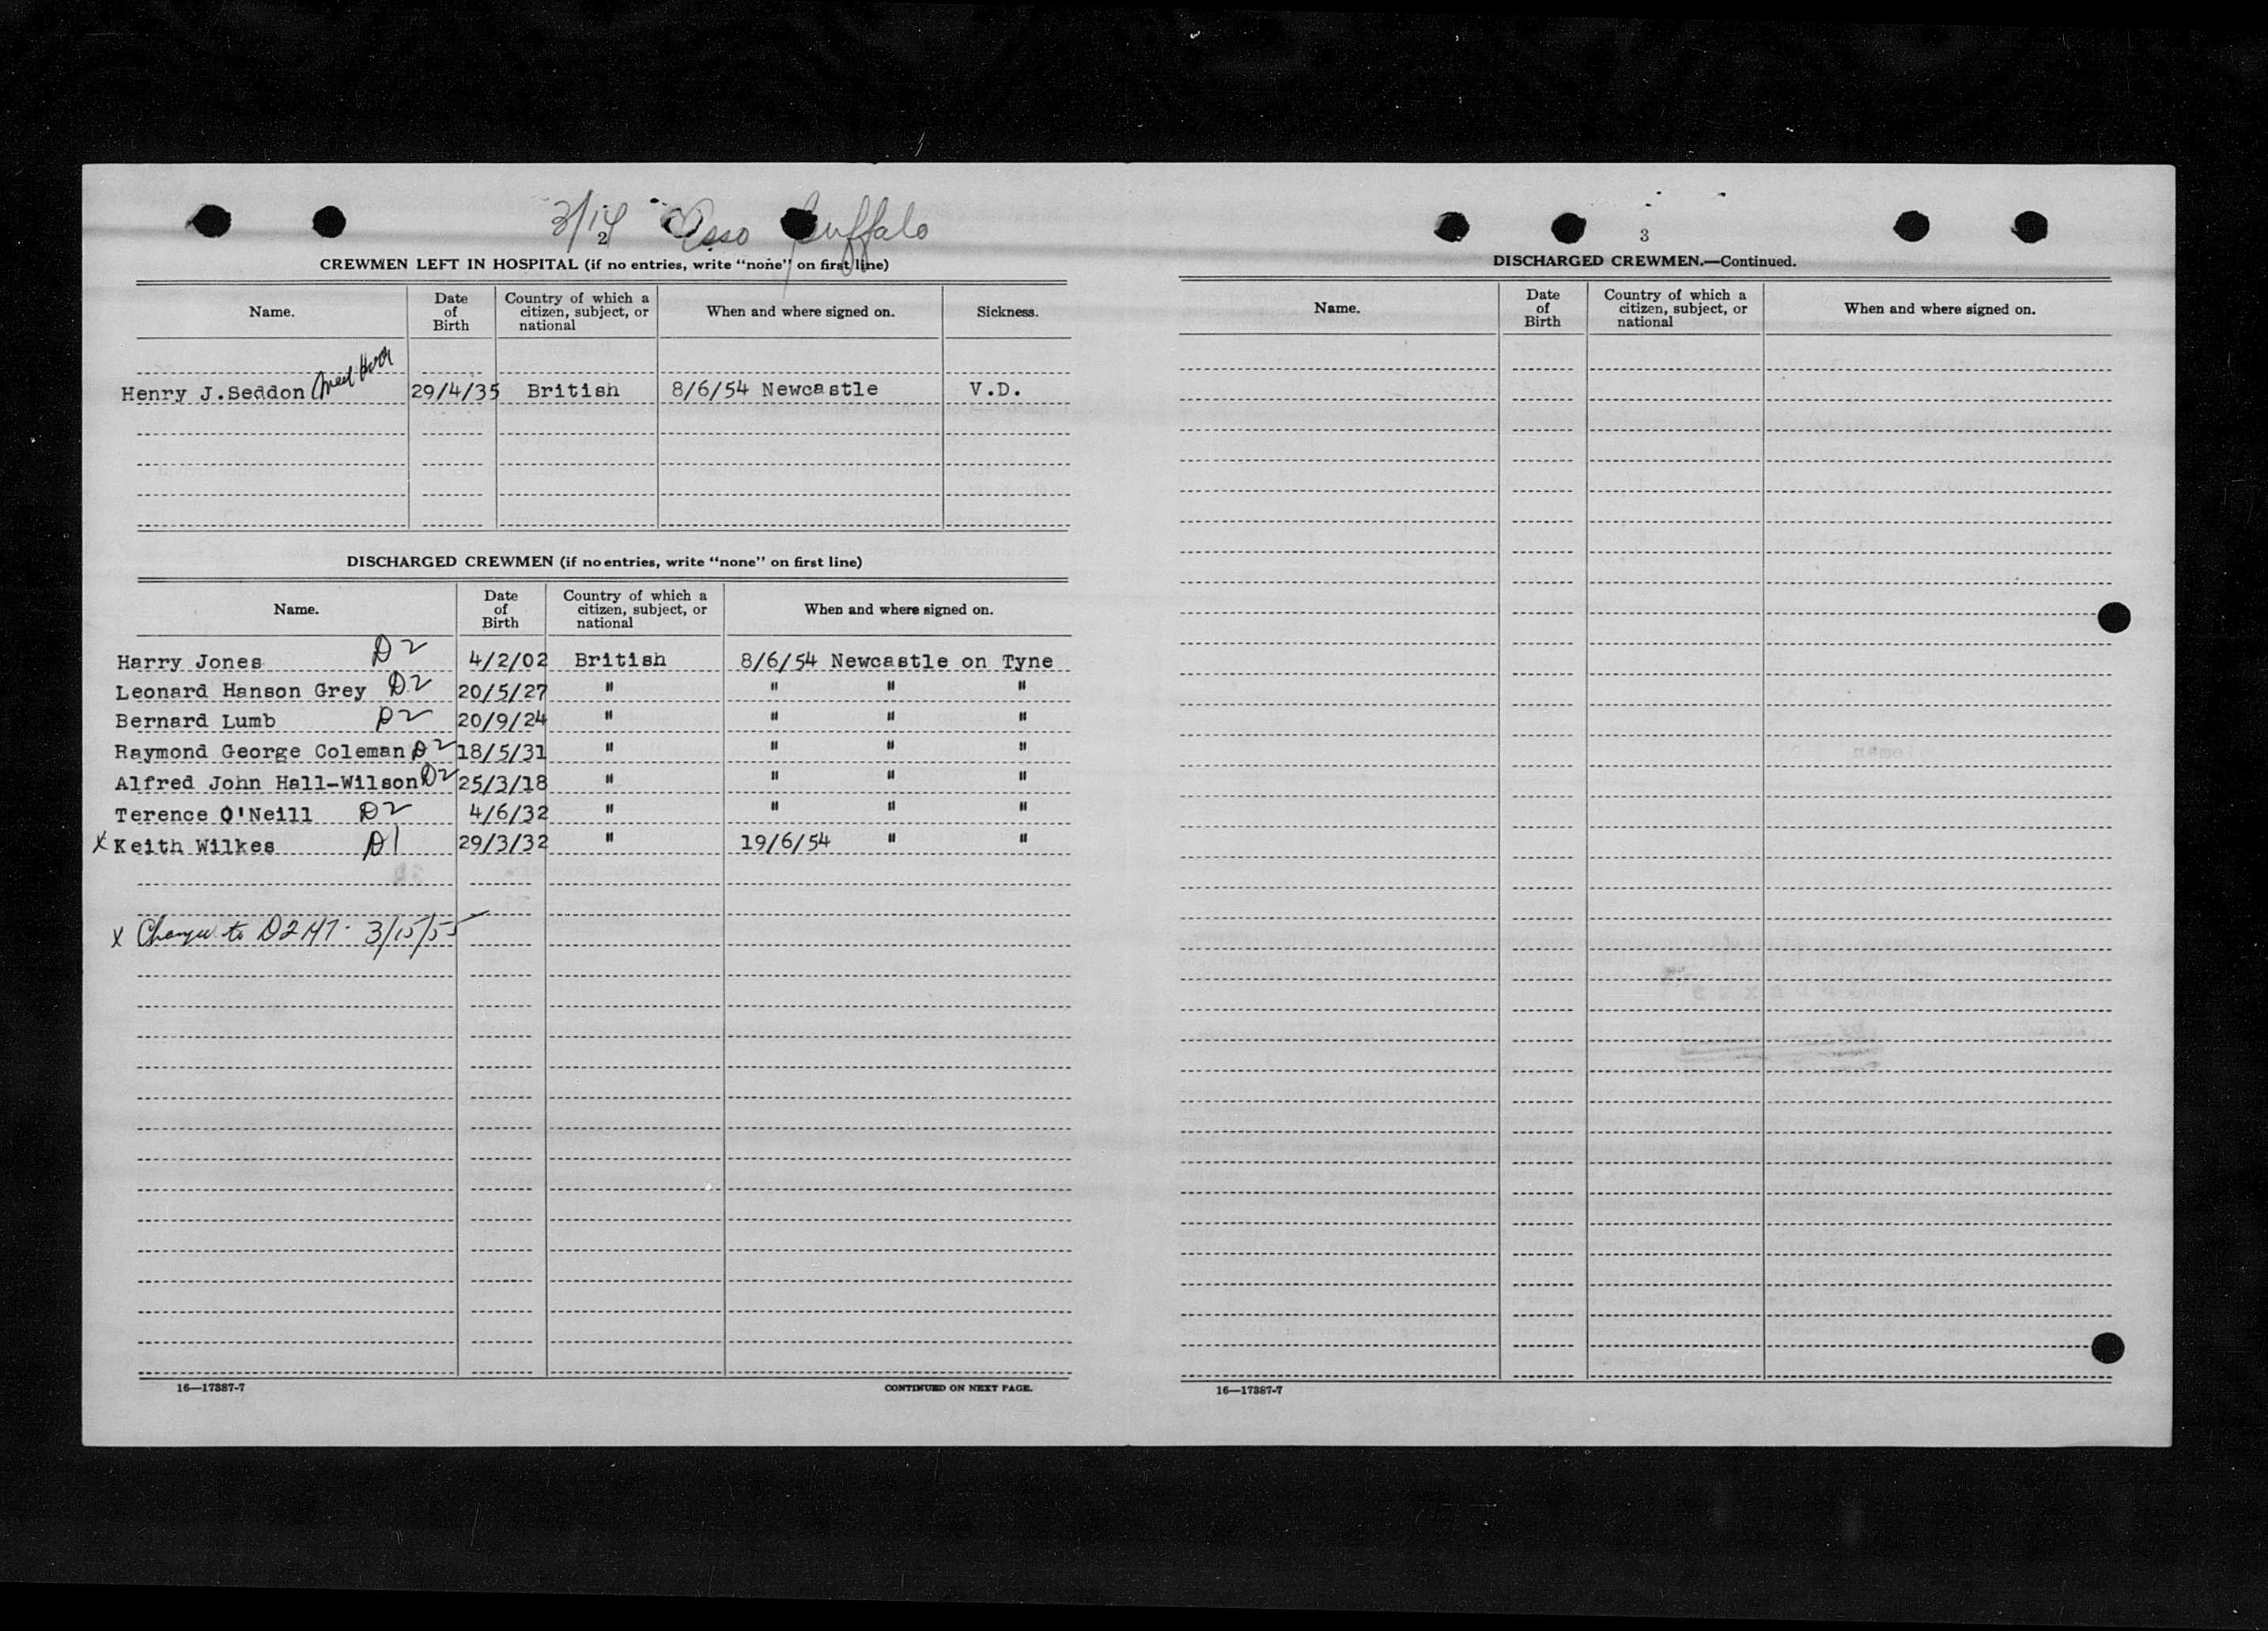 3/14 Esso Buffalo
2
CREWMEN LEFT IN HOSPITAL (if no entries, write "none" on first line)
Name. Date of Birth Country of which a citizen, subject, or national When and where signed on. Sickness.
Henry J.Seddon 29/4/35 British 8/6/54 Newcastle V.D.
DISCHARGED CREWMEN (if no entries, write "none" on first line)
Name. Date of Birth Country of which a citizen, subject, or national When and where signed on.
Harry Jones D2 4/2/02 British 8/6/54 Newcastle on Tyne
Leonard Hanson Grey D2 20/5/27 " " " "
Bernard Lumb D2 20/9/24 " " " "
Raymond George Coleman D2 18/5/31 " " " "
Alfred John Hall-Wilson D2 25/3/18 " " " "
Terence O'Neill D2 4/6/32 " " " "
x Keith Wilkes D1 29/3/32 " 19/6/54 " "
x Change to D2 3/15/55
16—17387-7 CONTINUED ON NEXT PAGE.
3
DISCHARGED CREWMEN.—Continued.
Name. Date of Birth Country of which a citizen, subject, or national When and where signed on.
16—17387-7